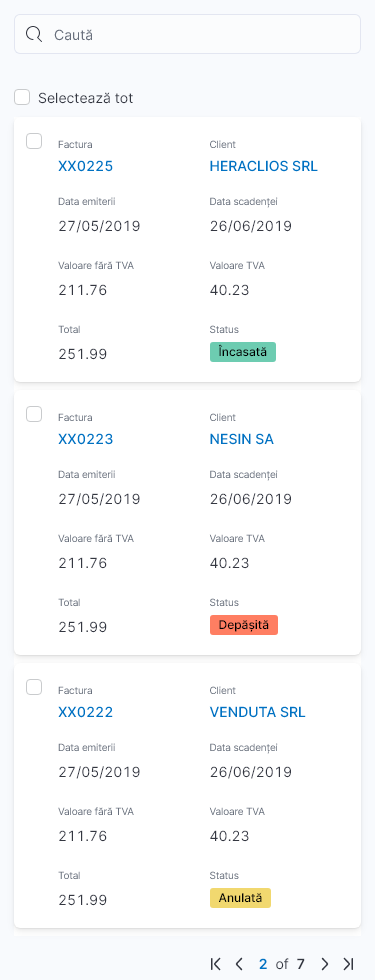 Caută
Selectează tot
Factura Client
XX0225 HERACLIOS SRL
Data emiterii Data scadenței
27/05/2019 26/06/2019
Valoare fără TVA Valoare TVA
211.76 40.23
Total Status
251.99 Încasată
Factura Client
XX0223 NESIN SA
Data emiterii Data scadenței
27/05/2019 26/06/2019
Valoare fără TVA Valoare TVA
211.76 40.23
Total Status
251.99 Depășită
Factura Client
XX0222 VENDUTA SRL
Data emiterii Data scadenței
27/05/2019 26/06/2019
Valoare fără TVA Valoare TVA
211.76 40.23
Total Status
251.99 Anulată
2 of 7